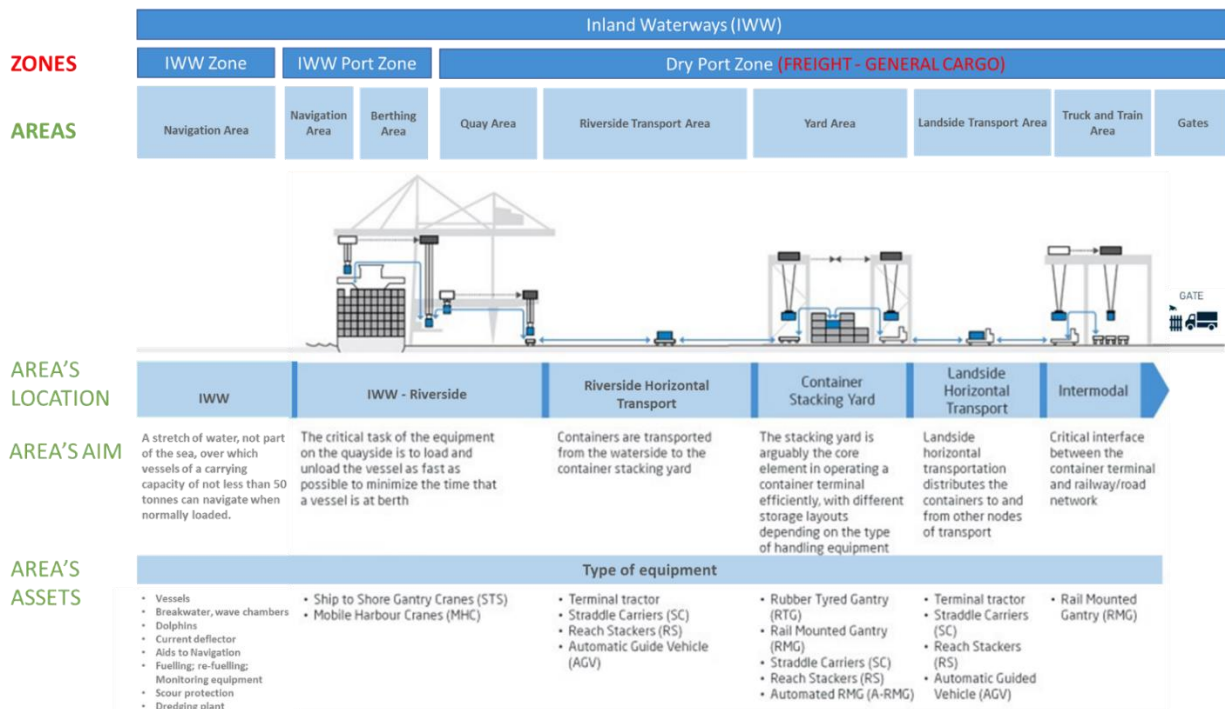 Inland Waterways (IWW)
ZONES
IWW Zone
IWW Port Zone
Dry Port Zone (FREIGHT - GENERAL CARGO)
AREAS
Navigation Area
Navigation
Area
Berthing
Area
Quay Area
Riverside Transport Area
Yard Area
Landside Transport Area
Truck and Train
Area
Gates
GATE
AREA'S
LOCATION
IWW
IWW - Riverside
Riverside Horizontal
Transport
Container
Stacking Yard
Landside
Horizontal
Transport
Intermodal
AREA'S AIM
A stretch of water, not part
of the sea, over which
vessels of a carrying
capacity of not less than 50
tonnes can navigate when
normally loaded.
The critical task of the equipment
on the quayside is to load and
unload the vessel as fast as
possible to minimize the time that
a vessel is at berth
Containers are transported
from the waterside to the
container stacking yard
The stacking yard is
arguably the core
element in operating a
container terminal
efficiently, with different
storage layouts
depending on the type
of handling equipment
Landside
horizontal
transportation
distributes the
containers to and
from other nodes
of transport
Critical interface
between the
container terminal
and railway/road
network
AREA'S
ASSETS
Type of equipment
• Vessels
• Breakwater, wave chambers
• Dolphins
• Current deflector
• Aids to Navigation
• Fuelling; re-fuelling;
Monitoring equipment
• Scour protection
• Dredging plant
• Ship to Shore Gantry Cranes (STS)
• Mobile Harbour Cranes (MHC)
• Terminal tractor
• Straddle Carriers (SC)
• Reach Stackers (RS)
• Automatic Guide Vehicle
(AGV)
• Rubber Tyred Gantry
(RTG)
• Rail Mounted Gantry
(RMG)
• Straddle Carriers (SC)
• Reach Stackers (RS)
• Automated RMG (A-RMG)
• Terminal tractor
• Straddle Carriers
(SC)
• Reach Stackers
(RS)
• Automatic Guided
Vehicle (AGV)
• Rail Mounted
Gantry (RMG)